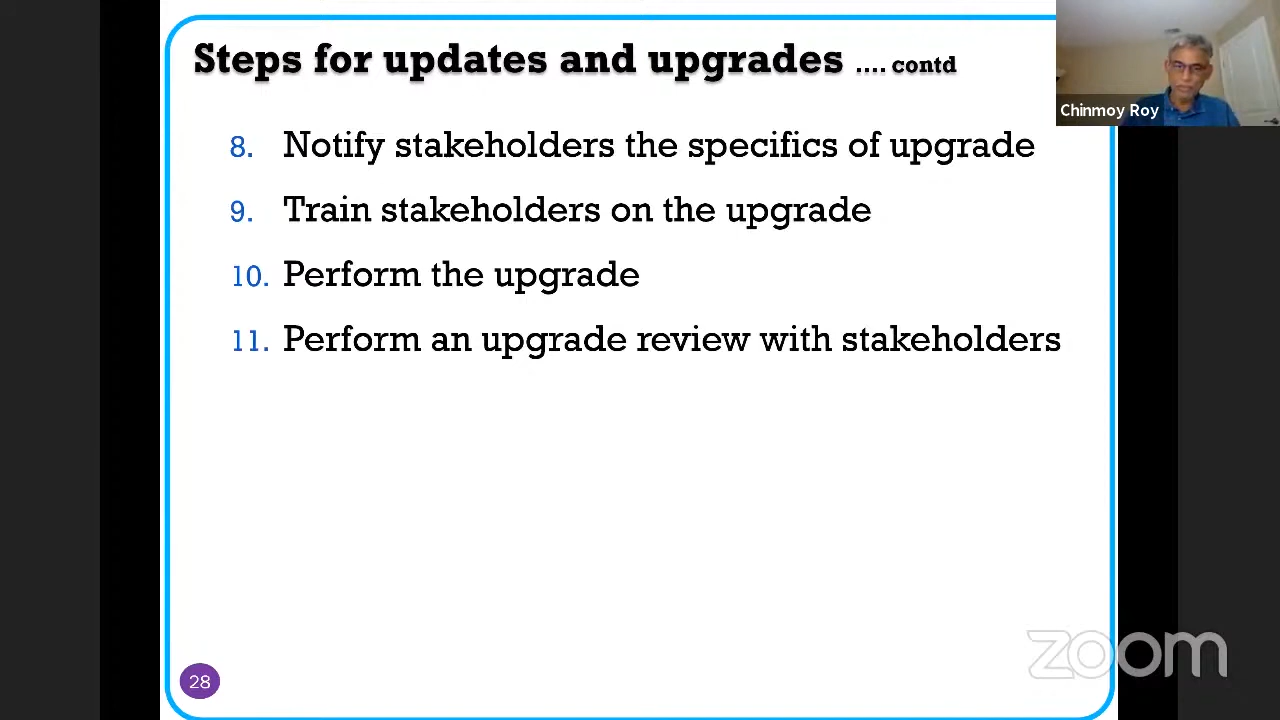 Steps for updates and upgrades .... contd
Chinmoy Roy
8. Notify stakeholders the specifics of upgrade
9. Train stakeholders on the upgrade
10. Perform the upgrade
11. Perform an upgrade review with stakeholders
28
zoom